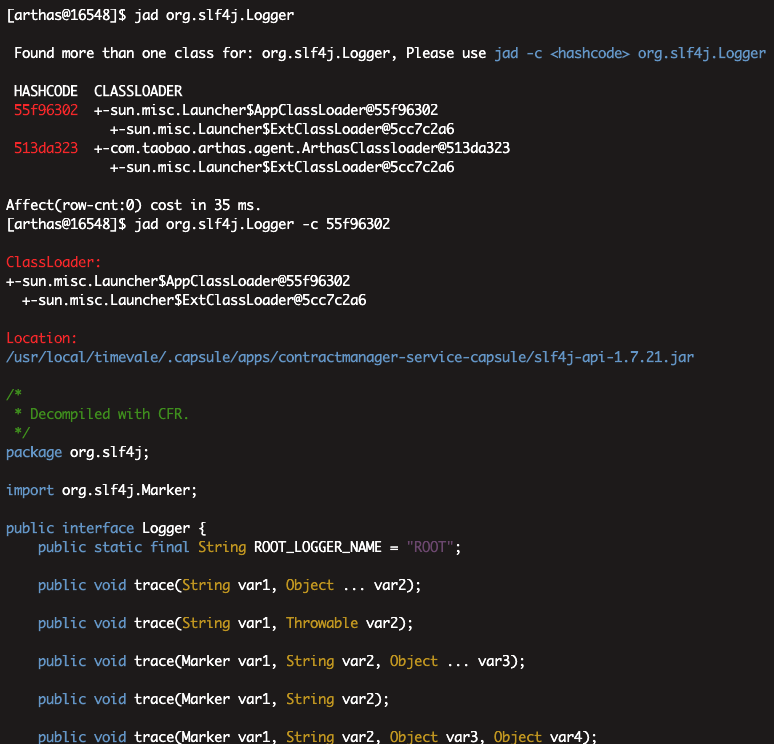 [arthas@16548]$ jad org.slf4j.Logger
Found more than one class for: org.slf4j.Logger, Please use jad -c <hashcode> org.slf4j.Logger
HASHCODE  CLASSLOADER
55f96302  +-sun.misc.Launcher$AppClassLoader@55f96302
            +-sun.misc.Launcher$ExtClassLoader@5cc7c2a6
513da323  +-com.taobao.arthas.agent.ArthasClassloader@513da323
            +-sun.misc.Launcher$ExtClassLoader@5cc7c2a6
Affect(row-cnt:0) cost in 35 ms.
[arthas@16548]$ jad org.slf4j.Logger -c 55f96302
ClassLoader:
+-sun.misc.Launcher$AppClassLoader@55f96302
  +-sun.misc.Launcher$ExtClassLoader@5cc7c2a6
Location:
/usr/local/timevale/.capsule/apps/contractmanager-service-capsule/slf4j-api-1.7.21.jar
/*
 * Decompiled with CFR.
 */
package org.slf4j;
import org.slf4j.Marker;
public interface Logger {
    public static final String ROOT_LOGGER_NAME = "ROOT";
    public void trace(String var1, Object ... var2);
    public void trace(String var1, Throwable var2);
    public void trace(Marker var1, String var2, Object ... var3);
    public void trace(Marker var1, String var2);
    public void trace(Marker var1, String var2, Object var3, Object var4);